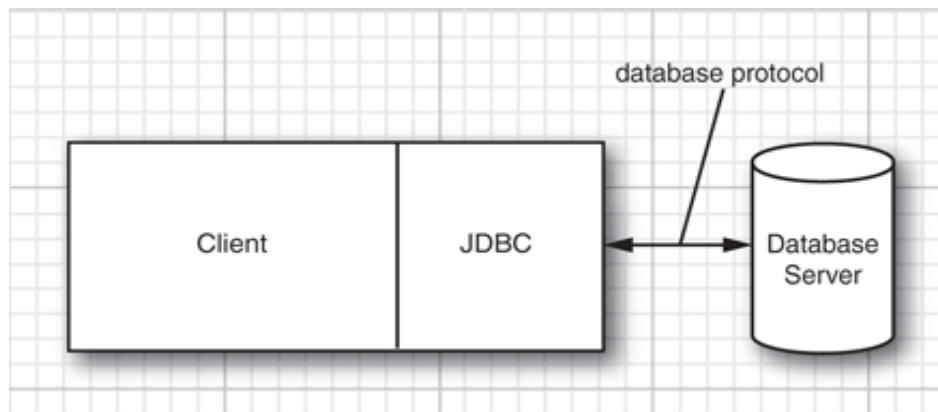 database protocol
Client
JDBC
Database
Server